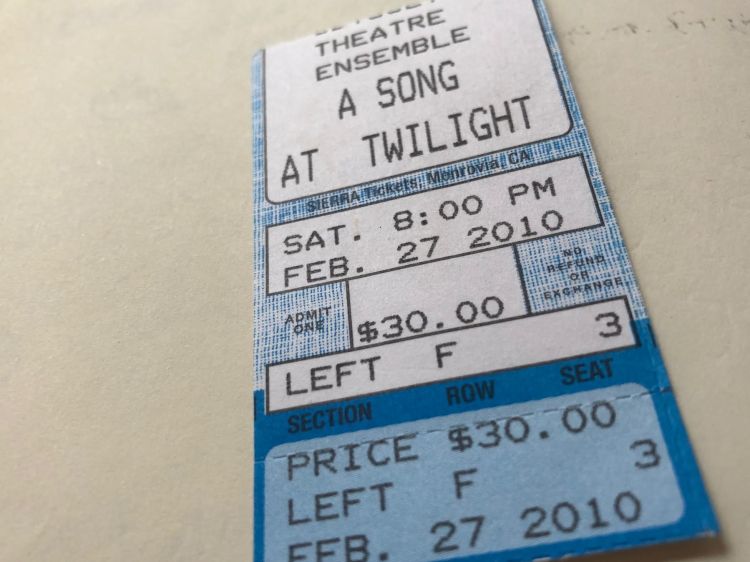 THEATRE
ENSEMBLE
A SONG
AT TWILIGHT
SIERRA Tickets, Monrovia, CA
SAT. 8:00 PM
FEB. 27 2010
ADMIT
ONE
$30.00
NO
REFUND
OR
EXCHANGE
LEFT F 3
SECTION ROW SEAT
PRICE $30.00
LEFT F 3
FEB. 27 2010